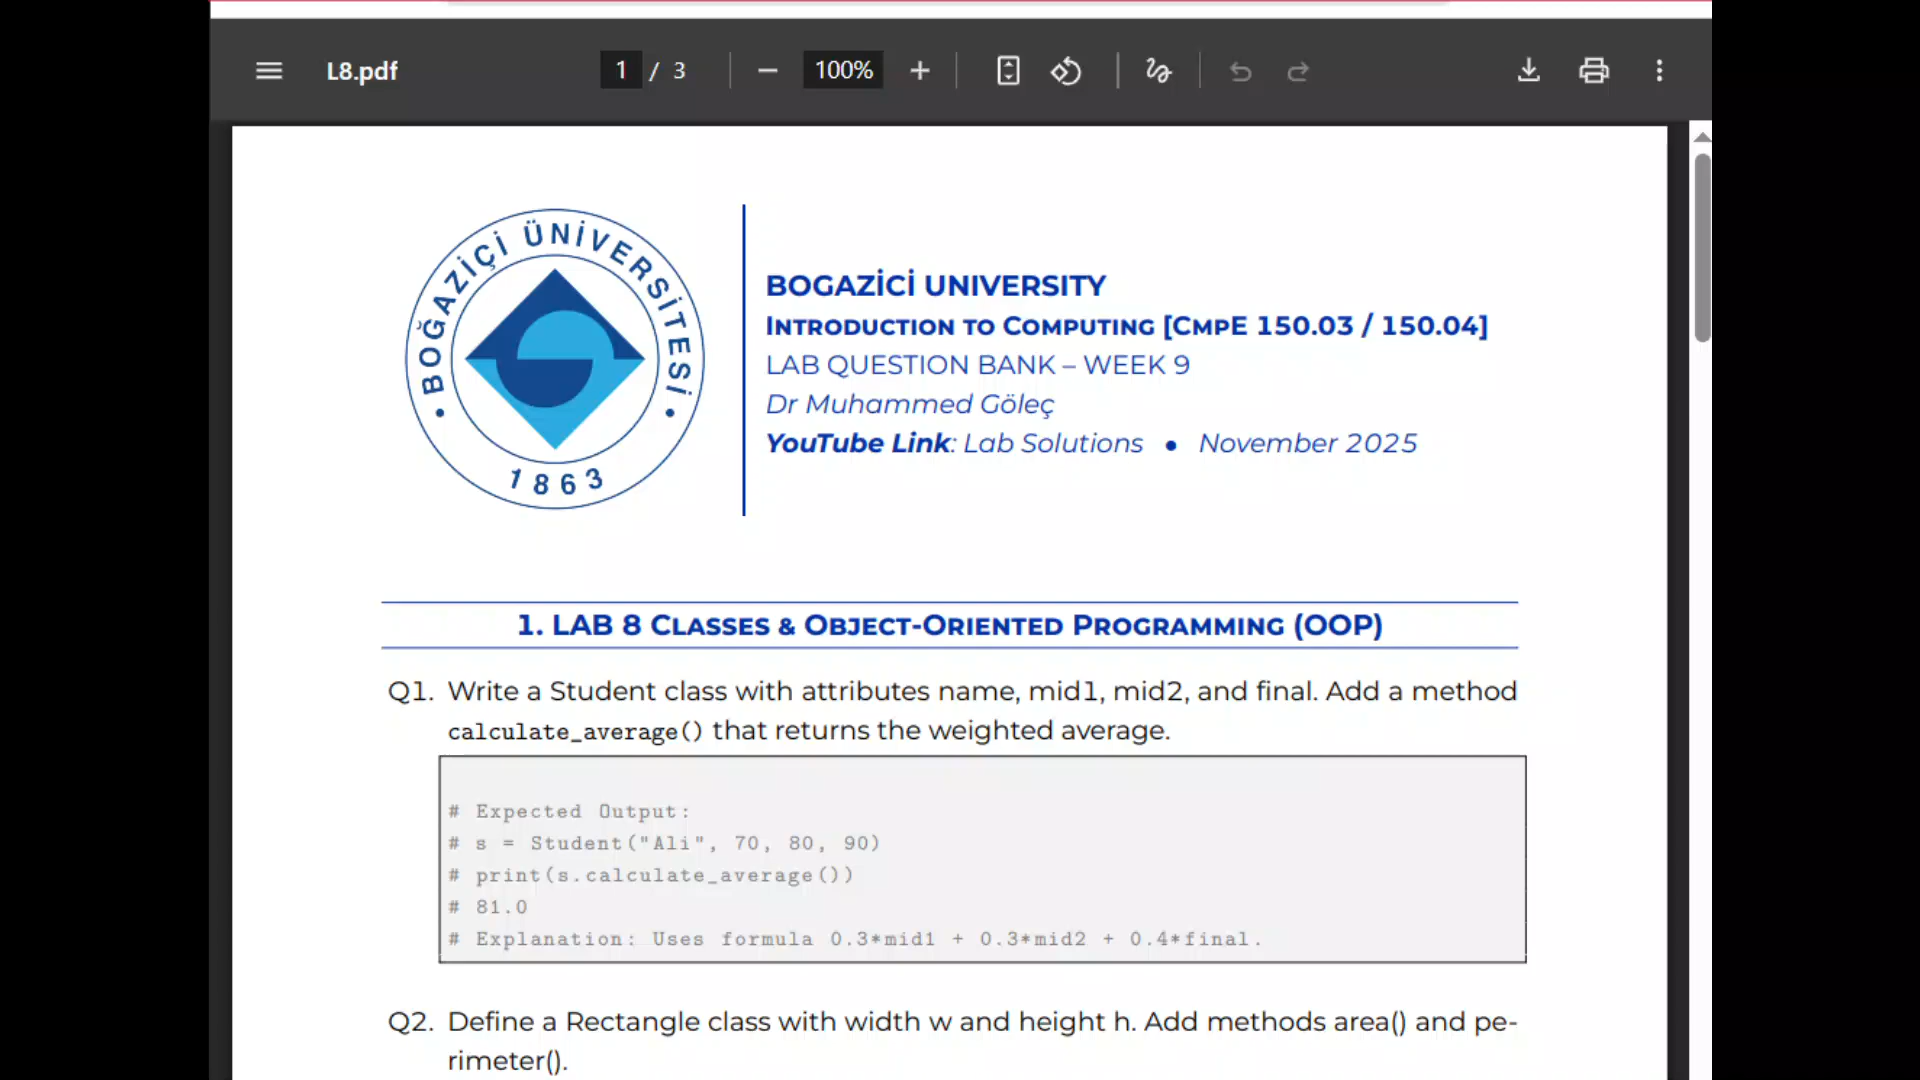 L8.pdf
1 / 3
100%
BOĞAZİÇİ ÜNİVERSİTESİ
1863
BOGAZİCİ UNIVERSITY
INTRODUCTION TO COMPUTING [CMPE 150.03 / 150.04]
LAB QUESTION BANK – WEEK 9
Dr Muhammed Göleç
YouTube Link: Lab Solutions • November 2025
1. LAB 8 CLASSES & OBJECT-ORIENTED PROGRAMMING (OOP)
Q1. Write a Student class with attributes name, mid1, mid2, and final. Add a method
calculate_average() that returns the weighted average.
# Expected Output:
# s = Student("Ali", 70, 80, 90)
# print(s.calculate_average())
# 81.0
# Explanation: Uses formula 0.3*mid1 + 0.3*mid2 + 0.4*final.
Q2. Define a Rectangle class with width w and height h. Add methods area() and pe-
rimeter().